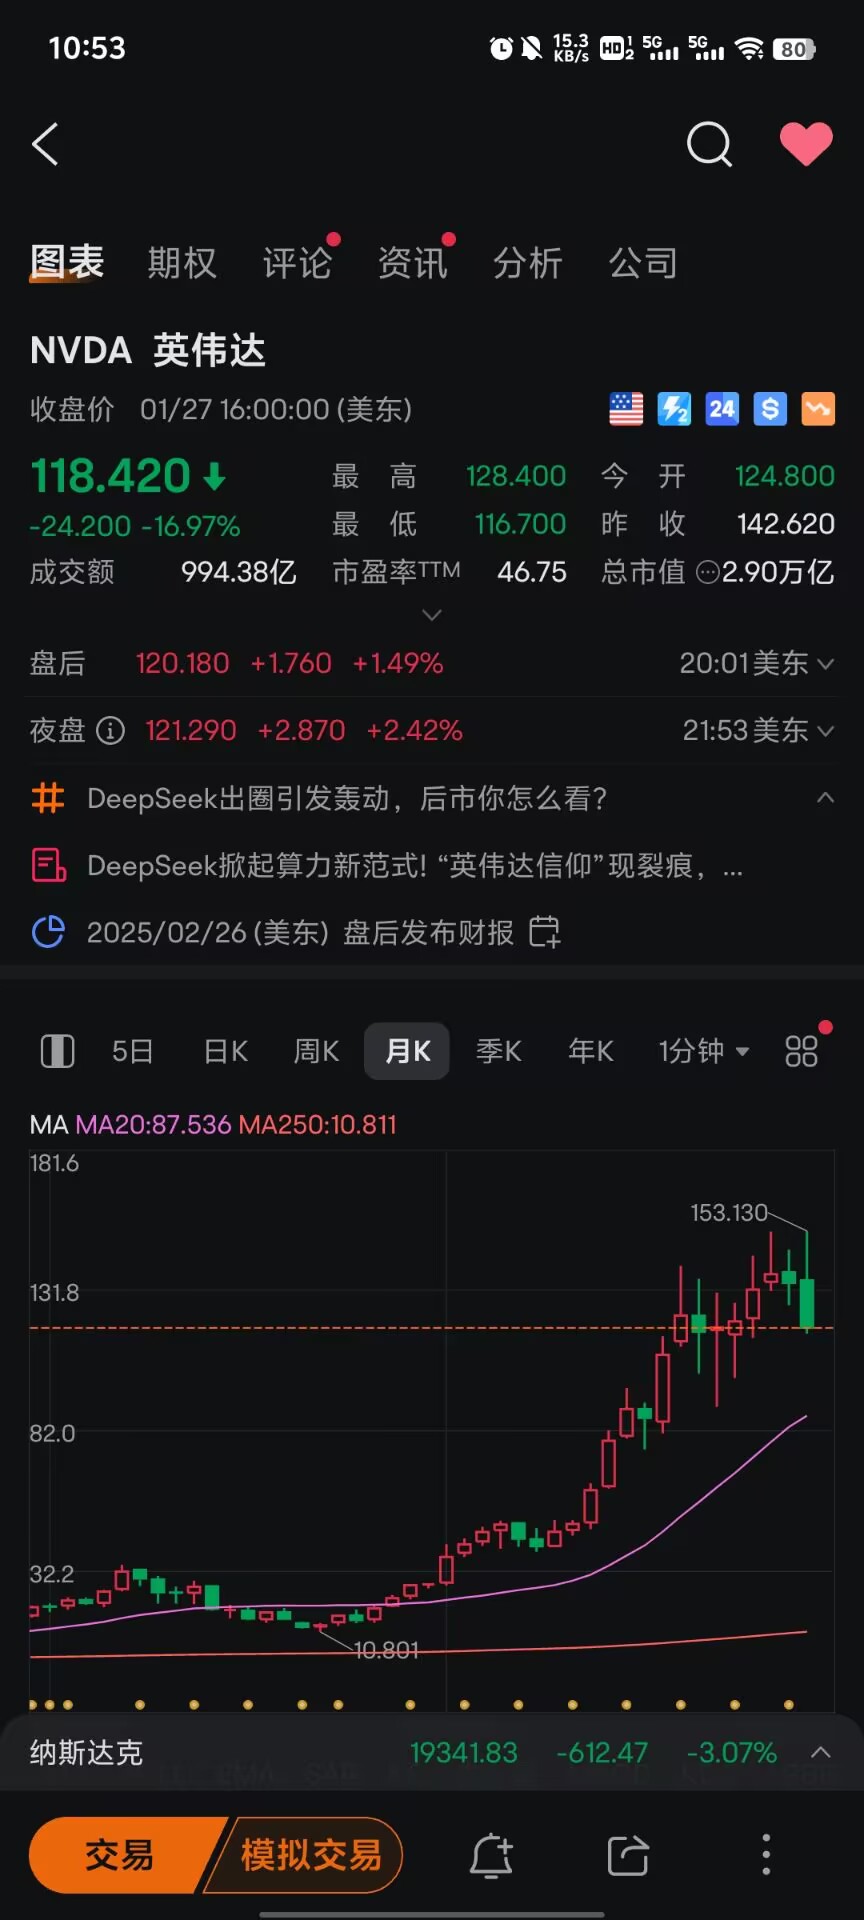 10:53 15.3 KB/s HD 1 2 5G 5G 80
图表 期权 评论 资讯 分析 公司
NVDA 英伟达
收盘价 01/27 16:00:00 (美东) 2 24 $
118.420 最高 128.400 今开 124.800
-24.200 -16.97% 最低 116.700 昨收 142.620
成交额 994.38亿 市盈率TTM 46.75 总市值 2.90万亿
盘后 120.180 +1.760 +1.49% 20:01美东
夜盘 121.290 +2.870 +2.42% 21:53美东
# DeepSeek出圈引发轰动，后市你怎么看?
DeepSeek掀起算力新范式! “英伟达信仰”现裂痕，...
2025/02/26 (美东) 盘后发布财报
5日 日K 周K 月K 季K 年K 1分钟
MA MA20:87.536 MA250:10.811
181.6
153.130
131.8
82.0
32.2
10.801
纳斯达克 19341.83 -612.47 -3.07%
交易 模拟交易